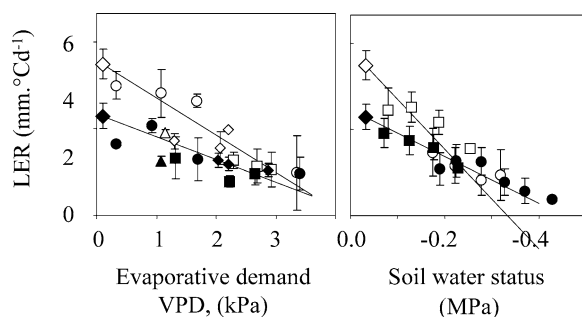 LER (mm.°Cd-1)
6
4
2
0
0 1 2 3 4
0.0 -0.2 -0.4
Evaporative demand
VPD, (kPa)
Soil water status
(MPa)